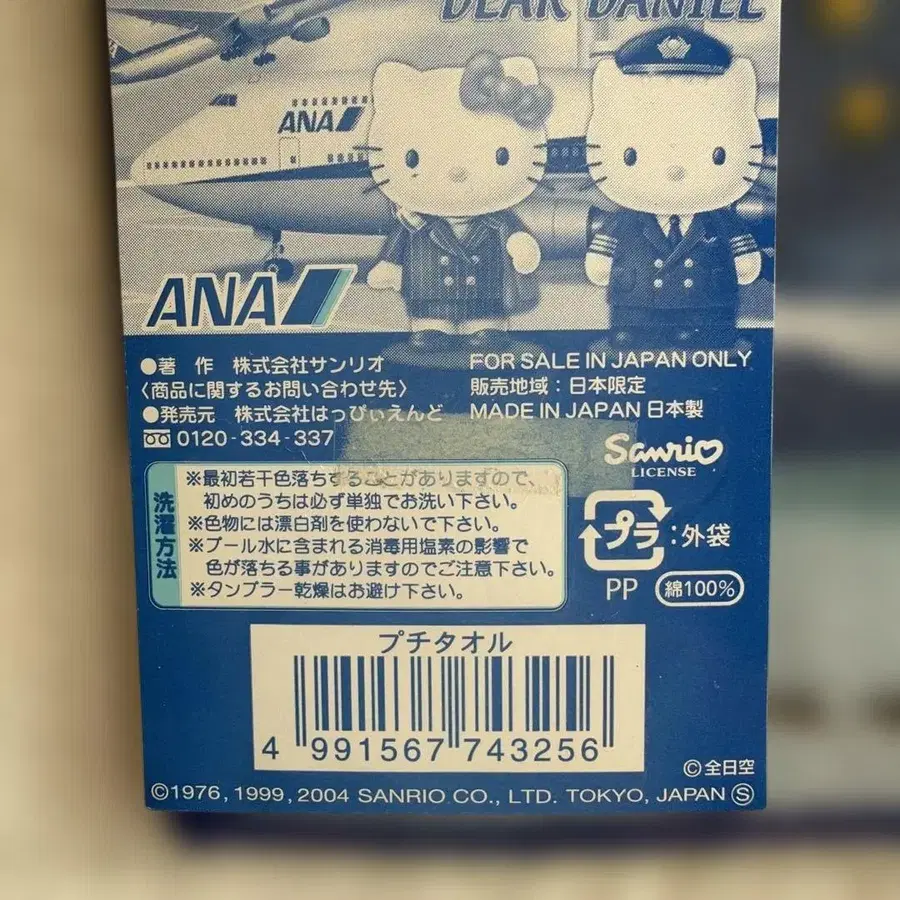 DEAR DANIEL
ANA
ANA
●著 作 株式会社サンリオ
〈商品に関するお問い合わせ先〉
●発売元 株式会社はっぴぃえんど
0120-334-337
FOR SALE IN JAPAN ONLY
販売地域：日本限定
MADE IN JAPAN 日本製
Sanrio
LICENSE
洗濯方法
※最初若干色落ちすることがありますので、
初めのうちは必ず単独でお洗い下さい。
※色物には漂白剤を使わないで下さい。
※プール水に含まれる消毒用塩素の影響で
色が落ちる事がありますのでご注意下さい。
※タンブラー乾燥はお避け下さい。
プラ：外袋
PP 綿100%
プチタオル
4 991567 743256
©全日空
©1976, 1999, 2004 SANRIO CO., LTD. TOKYO, JAPAN Ⓢ